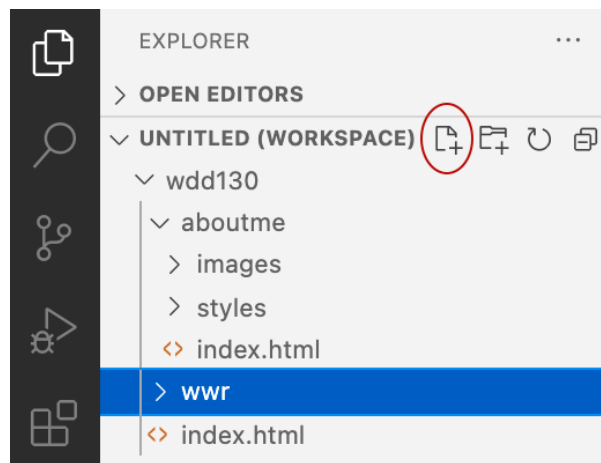 EXPLORER
OPEN EDITORS
UNTITLED (WORKSPACE)
wdd130
aboutme
images
styles
<> index.html
wwr
<> index.html